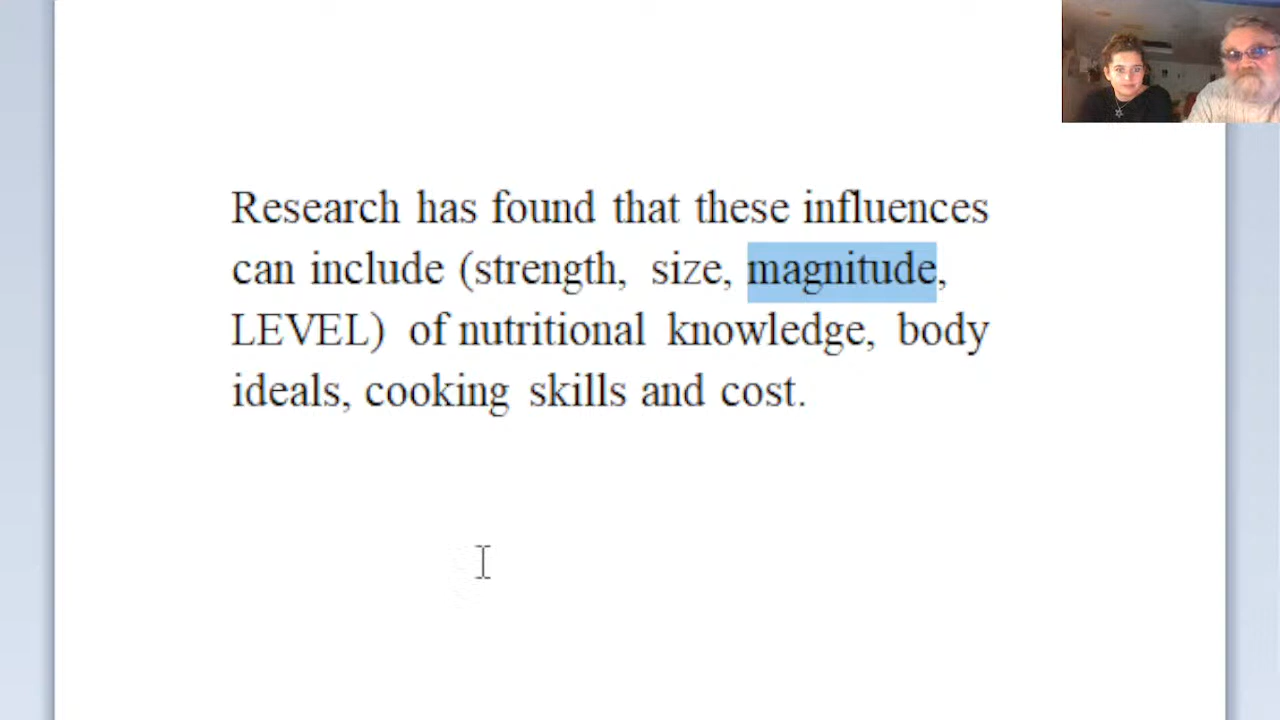 Research has found that these influences
can include (strength, size, magnitude,
LEVEL) of nutritional knowledge, body
ideals, cooking skills and cost.